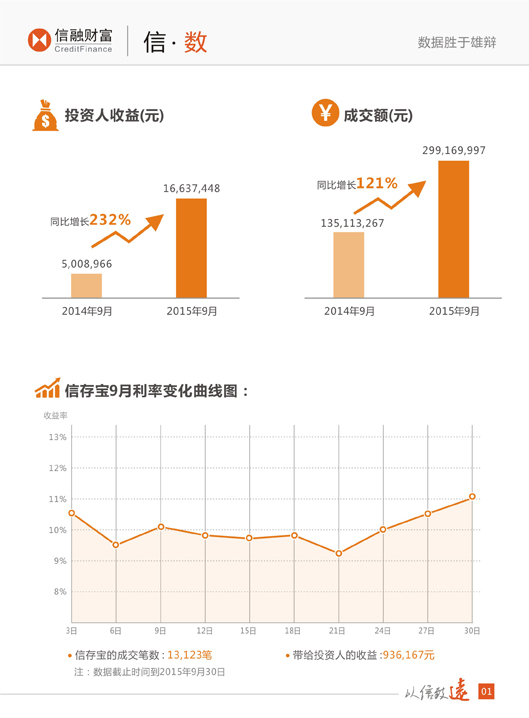 信融财富
CreditFinance
信·数
数据胜于雄辩
投资人收益(元)
16,637,448
同比增长232%
5,008,966
2014年9月
2015年9月
成交额(元)
299,169,997
同比增长121%
135,113,267
2014年9月
2015年9月
信存宝9月利率变化曲线图：
收益率
13%
12%
11%
10%
9%
8%
3日 6日 9日 12日 15日 18日 21日 24日 27日 30日
• 信存宝的成交笔数：13,123笔
• 带给投资人的收益：936,167元
注：数据截止时间到2015年9月30日
以信致远 01